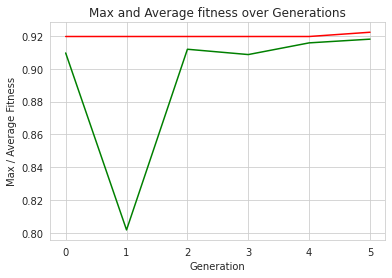 Max and Average fitness over Generations
Max / Average Fitness
0.92
0.90
0.88
0.86
0.84
0.82
0.80
0 1 2 3 4 5
Generation